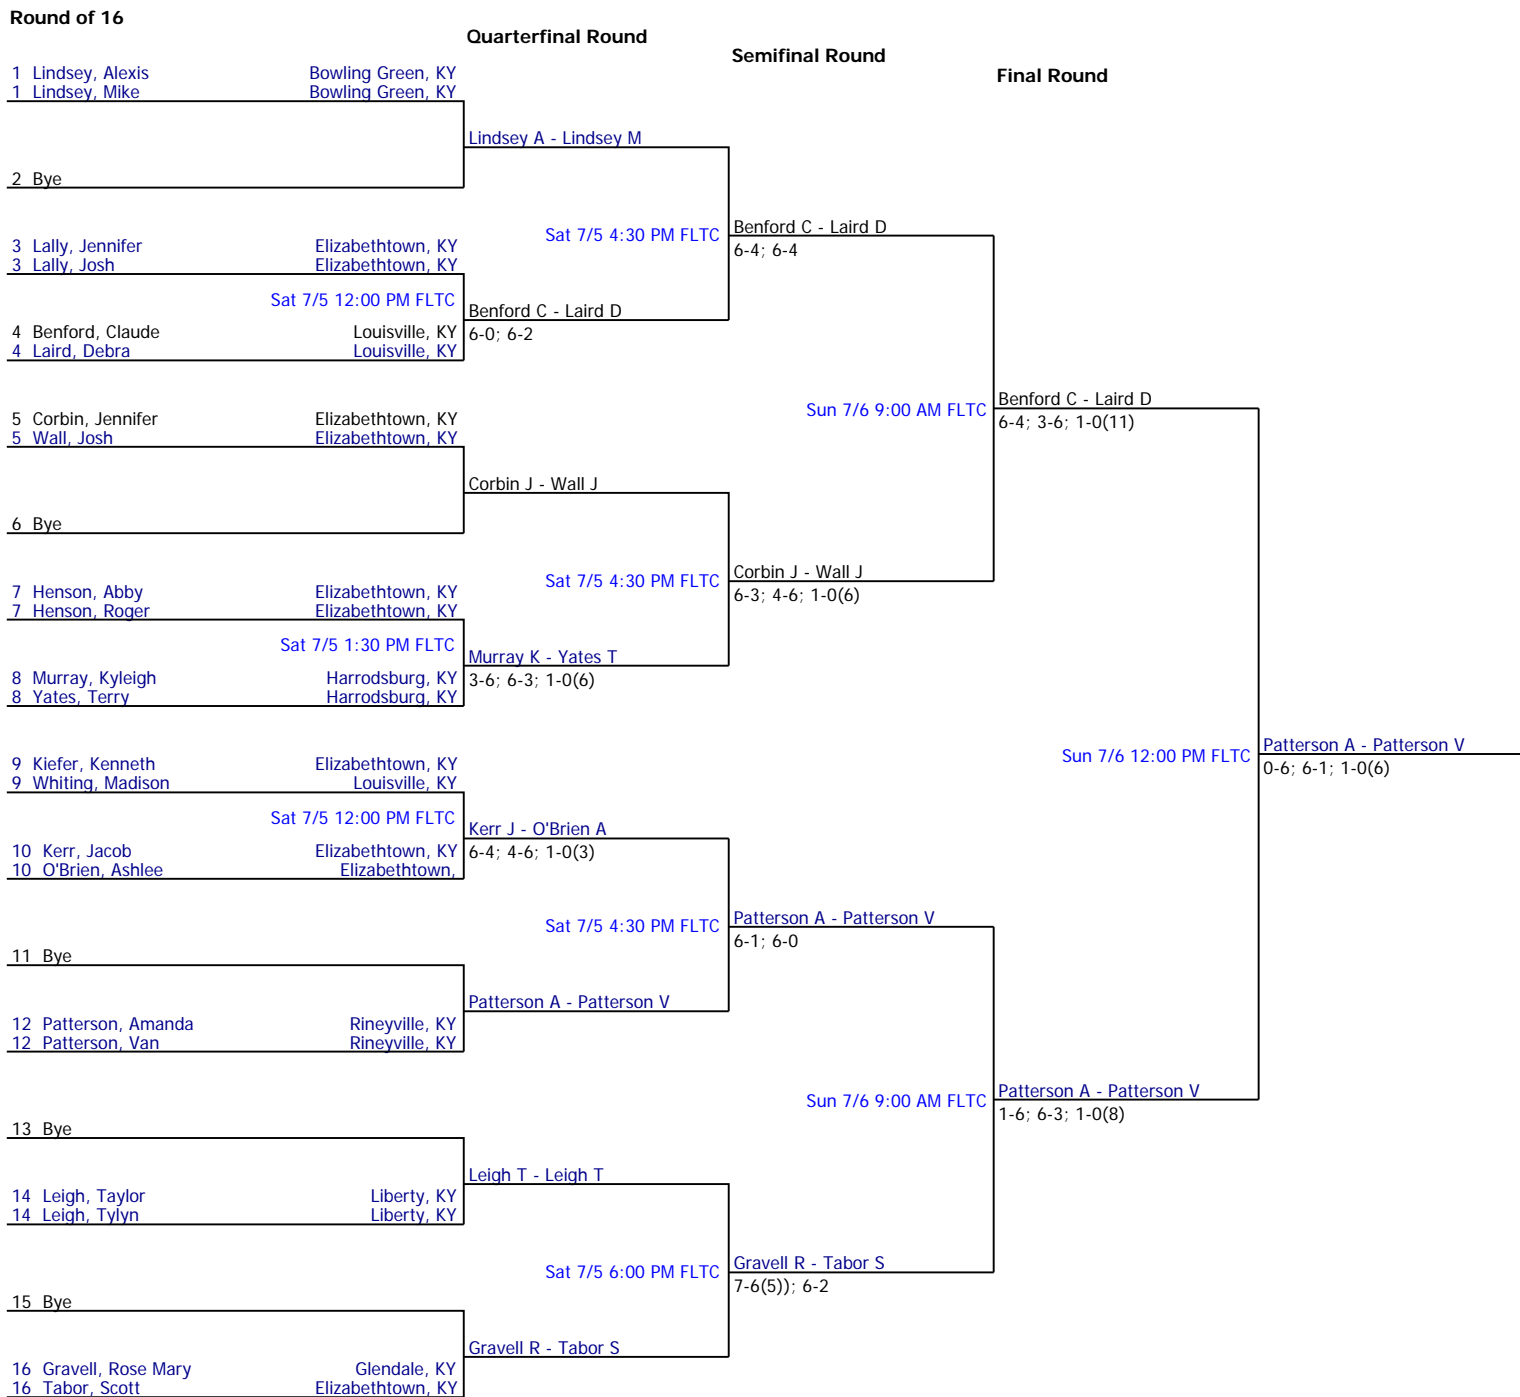 Round of 16
Quarterfinal Round
Semifinal Round
Final Round
1 Lindsey, Alexis Bowling Green, KY
1 Lindsey, Mike Bowling Green, KY
Lindsey A - Lindsey M
2 Bye
Sat 7/5 4:30 PM FLTC
Benford C - Laird D
6-4; 6-4
3 Lally, Jennifer Elizabethtown, KY
3 Lally, Josh Elizabethtown, KY
Sat 7/5 12:00 PM FLTC
Benford C - Laird D
6-0; 6-2
4 Benford, Claude Louisville, KY
4 Laird, Debra Louisville, KY
Sun 7/6 9:00 AM FLTC
Benford C - Laird D
6-4; 3-6; 1-0(11)
5 Corbin, Jennifer Elizabethtown, KY
5 Wall, Josh Elizabethtown, KY
Corbin J - Wall J
6 Bye
Sat 7/5 4:30 PM FLTC
Corbin J - Wall J
6-3; 4-6; 1-0(6)
7 Henson, Abby Elizabethtown, KY
7 Henson, Roger Elizabethtown, KY
Sat 7/5 1:30 PM FLTC
Murray K - Yates T
3-6; 6-3; 1-0(6)
8 Murray, Kyleigh Harrodsburg, KY
8 Yates, Terry Harrodsburg, KY
Sun 7/6 12:00 PM FLTC
Patterson A - Patterson V
0-6; 6-1; 1-0(6)
9 Kiefer, Kenneth Elizabethtown, KY
9 Whiting, Madison Louisville, KY
Sat 7/5 12:00 PM FLTC
Kerr J - O'Brien A
6-4; 4-6; 1-0(3)
10 Kerr, Jacob Elizabethtown, KY
10 O'Brien, Ashlee Elizabethtown,
Sat 7/5 4:30 PM FLTC
Patterson A - Patterson V
6-1; 6-0
11 Bye
Patterson A - Patterson V
12 Patterson, Amanda Rineyville, KY
12 Patterson, Van Rineyville, KY
Sun 7/6 9:00 AM FLTC
Patterson A - Patterson V
1-6; 6-3; 1-0(8)
13 Bye
Leigh T - Leigh T
14 Leigh, Taylor Liberty, KY
14 Leigh, Tylyn Liberty, KY
Sat 7/5 6:00 PM FLTC
Gravell R - Tabor S
7-6(5)); 6-2
15 Bye
Gravell R - Tabor S
16 Gravell, Rose Mary Glendale, KY
16 Tabor, Scott Elizabethtown, KY